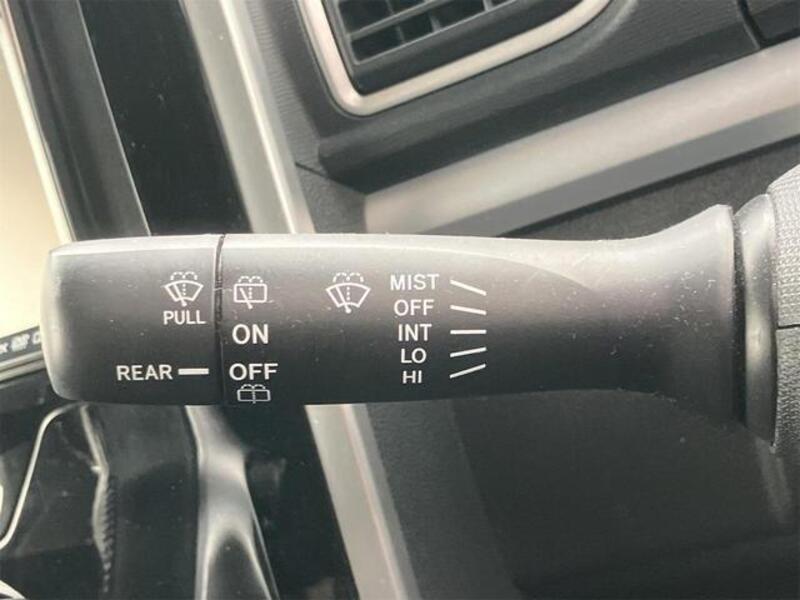 PULL
REAR
ON
OFF
MIST
OFF
INT
LO
HI